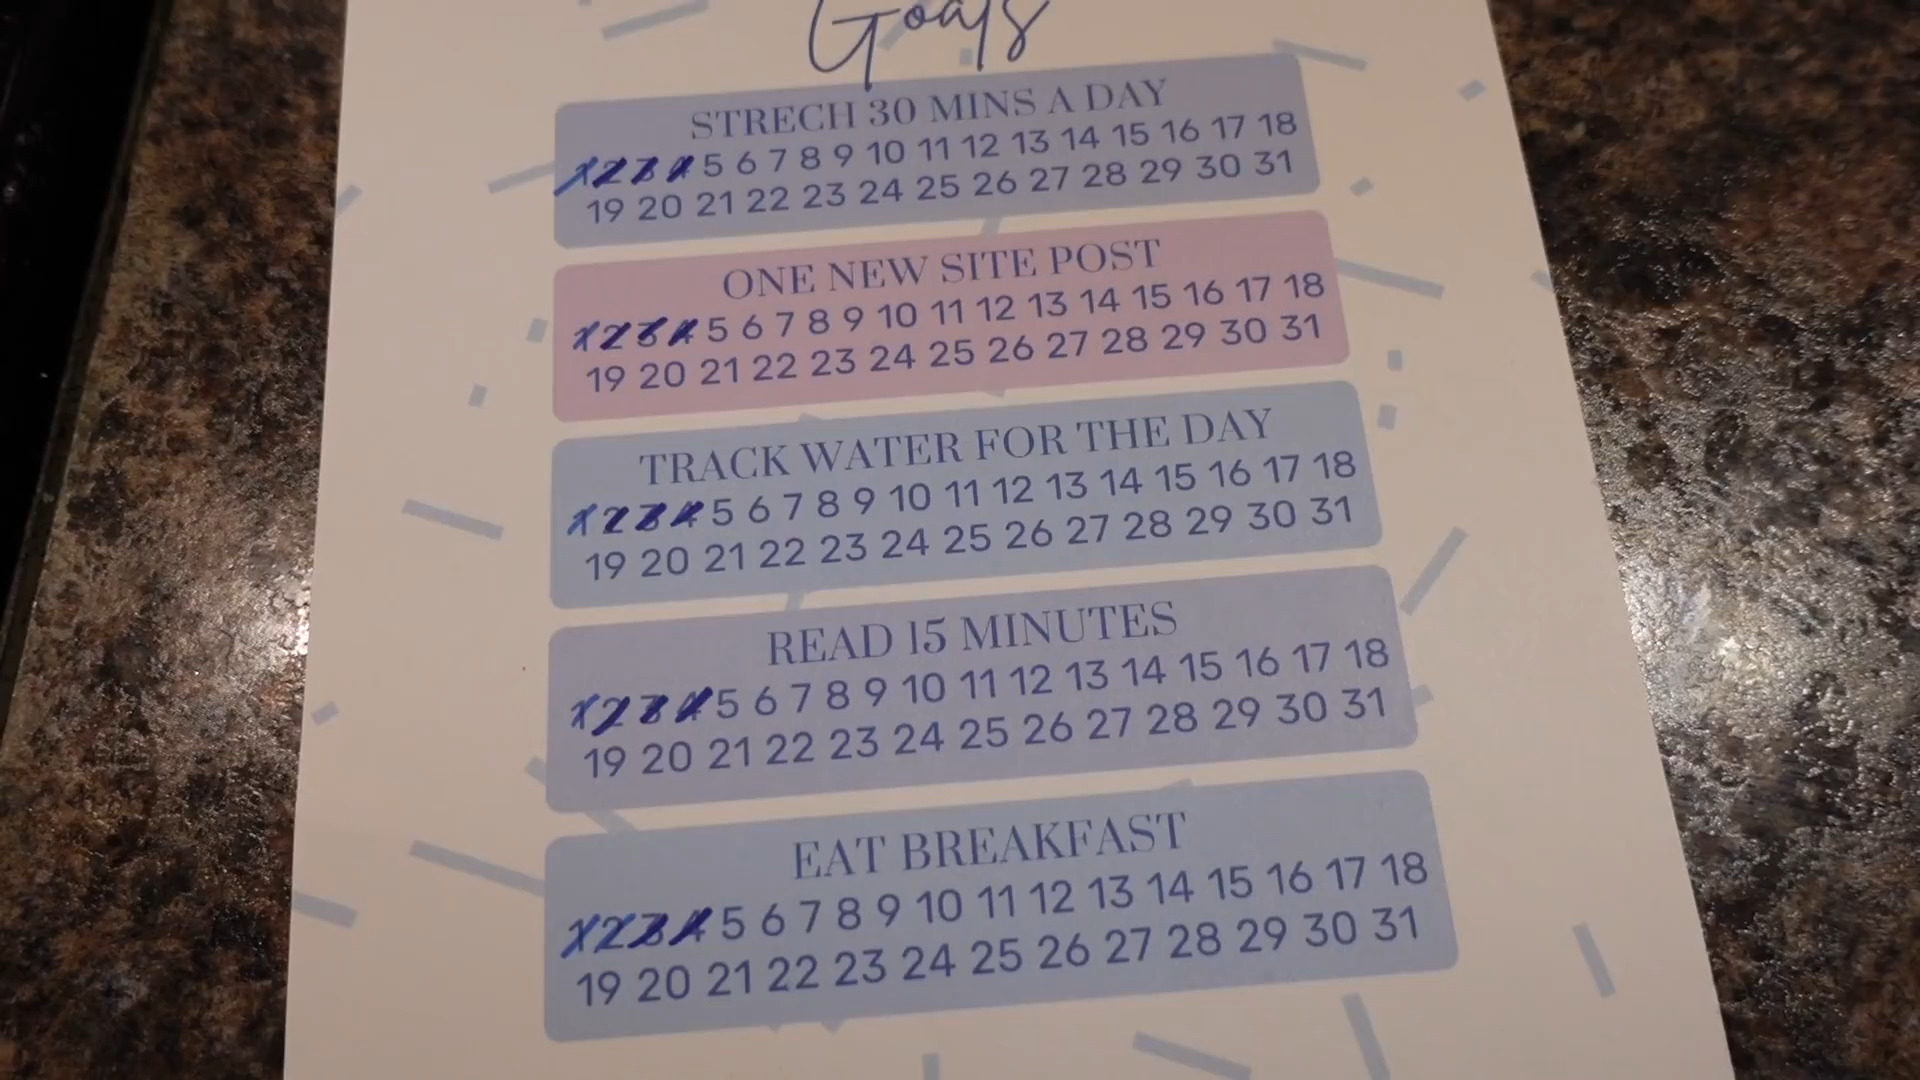 Goals
STRECH 30 MINS A DAY
1 2 3 4 5 6 7 8 9 10 11 12 13 14 15 16 17 18
19 20 21 22 23 24 25 26 27 28 29 30 31
ONE NEW SITE POST
1 2 3 4 5 6 7 8 9 10 11 12 13 14 15 16 17 18
19 20 21 22 23 24 25 26 27 28 29 30 31
TRACK WATER FOR THE DAY
1 2 3 4 5 6 7 8 9 10 11 12 13 14 15 16 17 18
19 20 21 22 23 24 25 26 27 28 29 30 31
READ 15 MINUTES
1 2 3 4 5 6 7 8 9 10 11 12 13 14 15 16 17 18
19 20 21 22 23 24 25 26 27 28 29 30 31
EAT BREAKFAST
1 2 3 4 5 6 7 8 9 10 11 12 13 14 15 16 17 18
19 20 21 22 23 24 25 26 27 28 29 30 31